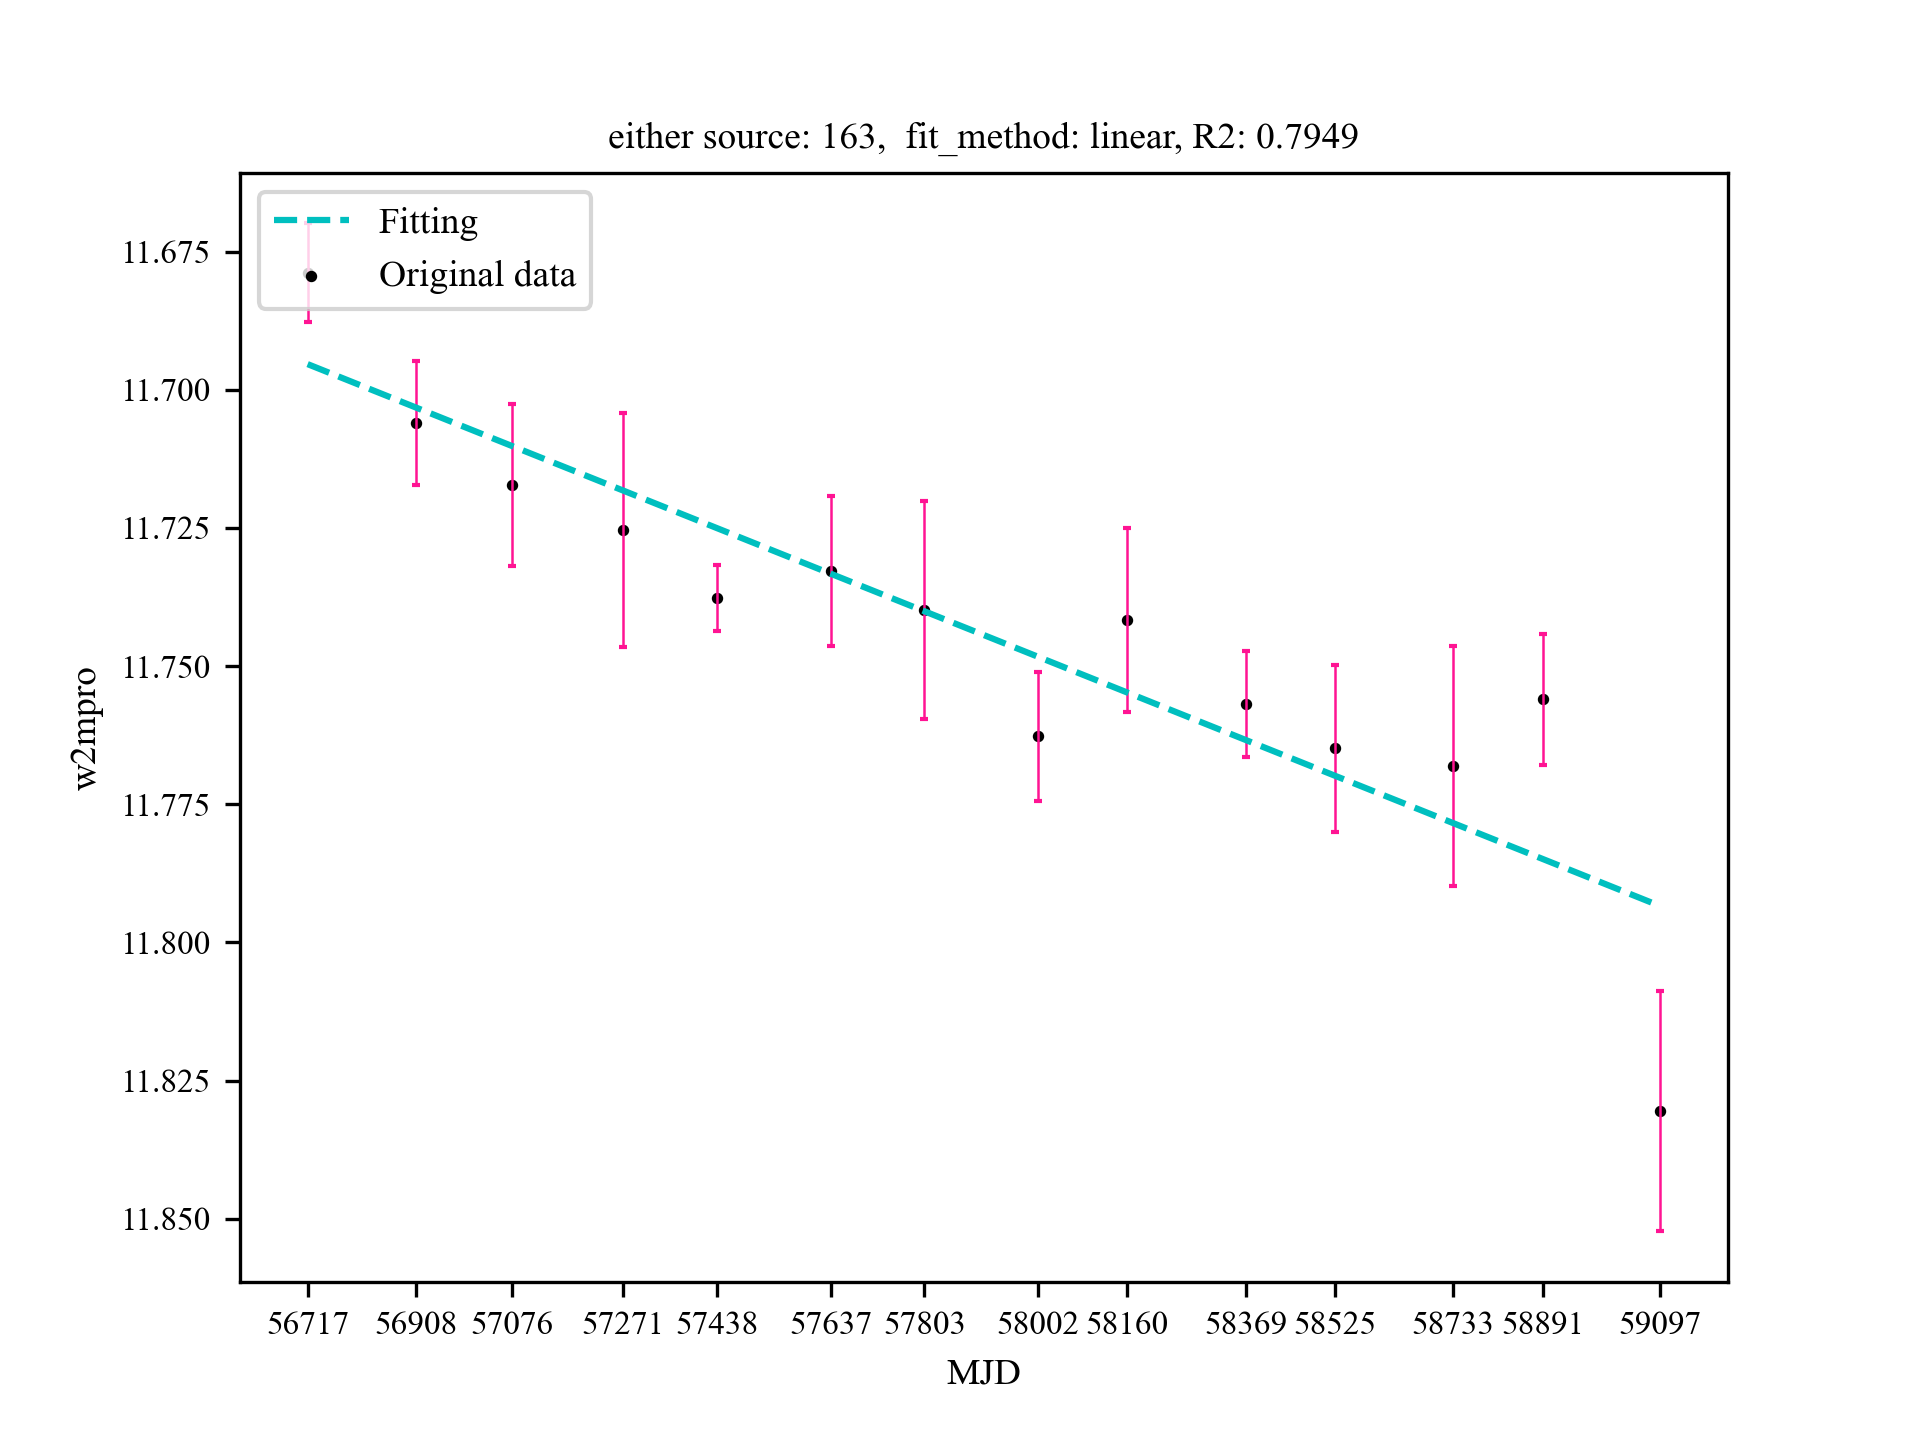 either source: 163,  fit_method: linear, R2: 0.7949
Fitting
Original data
11.675
11.700
11.725
11.750
11.775
11.800
11.825
11.850
w2mpro
56717 56908 57076 57271 57438 57637 57803 58002 58160 58369 58525 58733 58891 59097
MJD